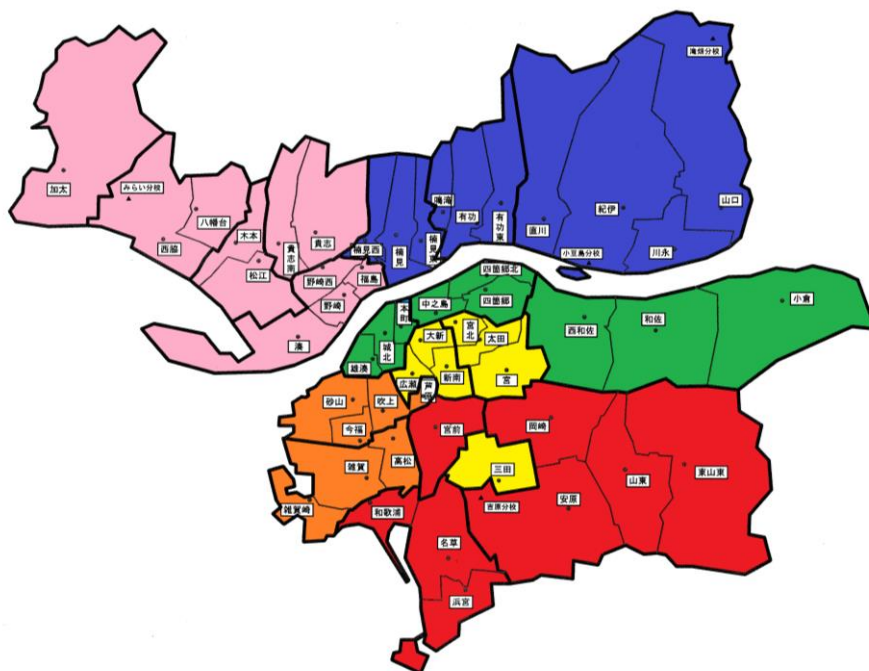 滝畑分校
加太
みらい分校
八幡台
西脇
木本
松江
貴志南
貴志
楠見西
楠見
楠見東
鳴滝
有功
有功東
直川
紀伊
山口
小豆島分校
川永
野崎西
福島
野崎
湊
四箇郷北
四箇郷
中之島
本町
城北
雄湊
大新
宮北
太田
広瀬
新南
宮
西和佐
和佐
小倉
砂山
吹上
今福
高松
雑賀
雑賀崎
和歌浦
宮前
岡崎
三田
吉原分校
安原
山東
東山東
名草
浜宮